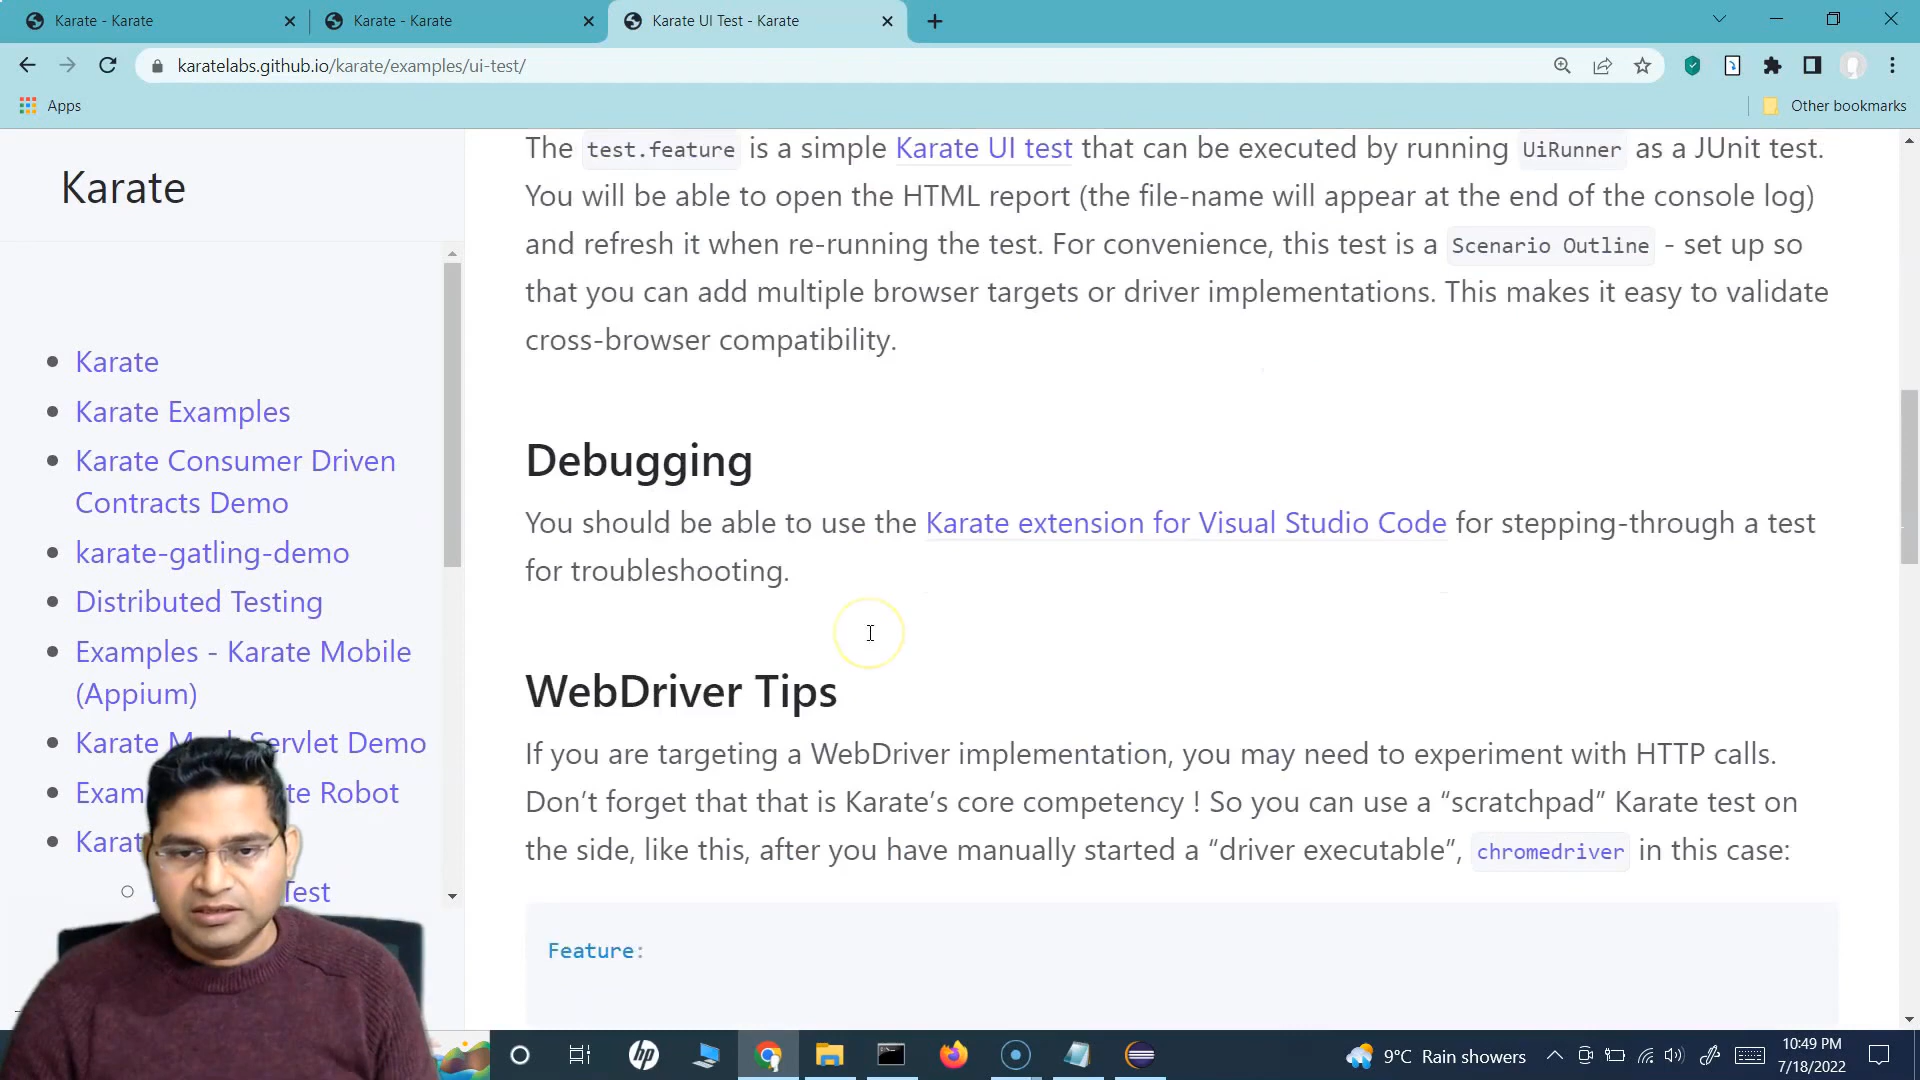 Karate - Karate
Karate - Karate
Karate UI Test - Karate
karatelabs.github.io/karate/examples/ui-test/
Apps
Other bookmarks
Karate
Karate
Karate Examples
Karate Consumer Driven
Contracts Demo
karate-gatling-demo
Distributed Testing
Examples - Karate Mobile
(Appium)
Karate Servlet Demo
Robot
Test
The test.feature is a simple Karate UI test that can be executed by running UiRunner as a JUnit test.
You will be able to open the HTML report (the file-name will appear at the end of the console log)
and refresh it when re-running the test. For convenience, this test is a Scenario Outline - set up so
that you can add multiple browser targets or driver implementations. This makes it easy to validate
cross-browser compatibility.
Debugging
You should be able to use the Karate extension for Visual Studio Code for stepping-through a test
for troubleshooting.
WebDriver Tips
If you are targeting a WebDriver implementation, you may need to experiment with HTTP calls.
Don't forget that that is Karate's core competency ! So you can use a “scratchpad” Karate test on
the side, like this, after you have manually started a “driver executable”, chromedriver in this case:
Feature:
hp
9°C Rain showers
10:49 PM
7/18/2022